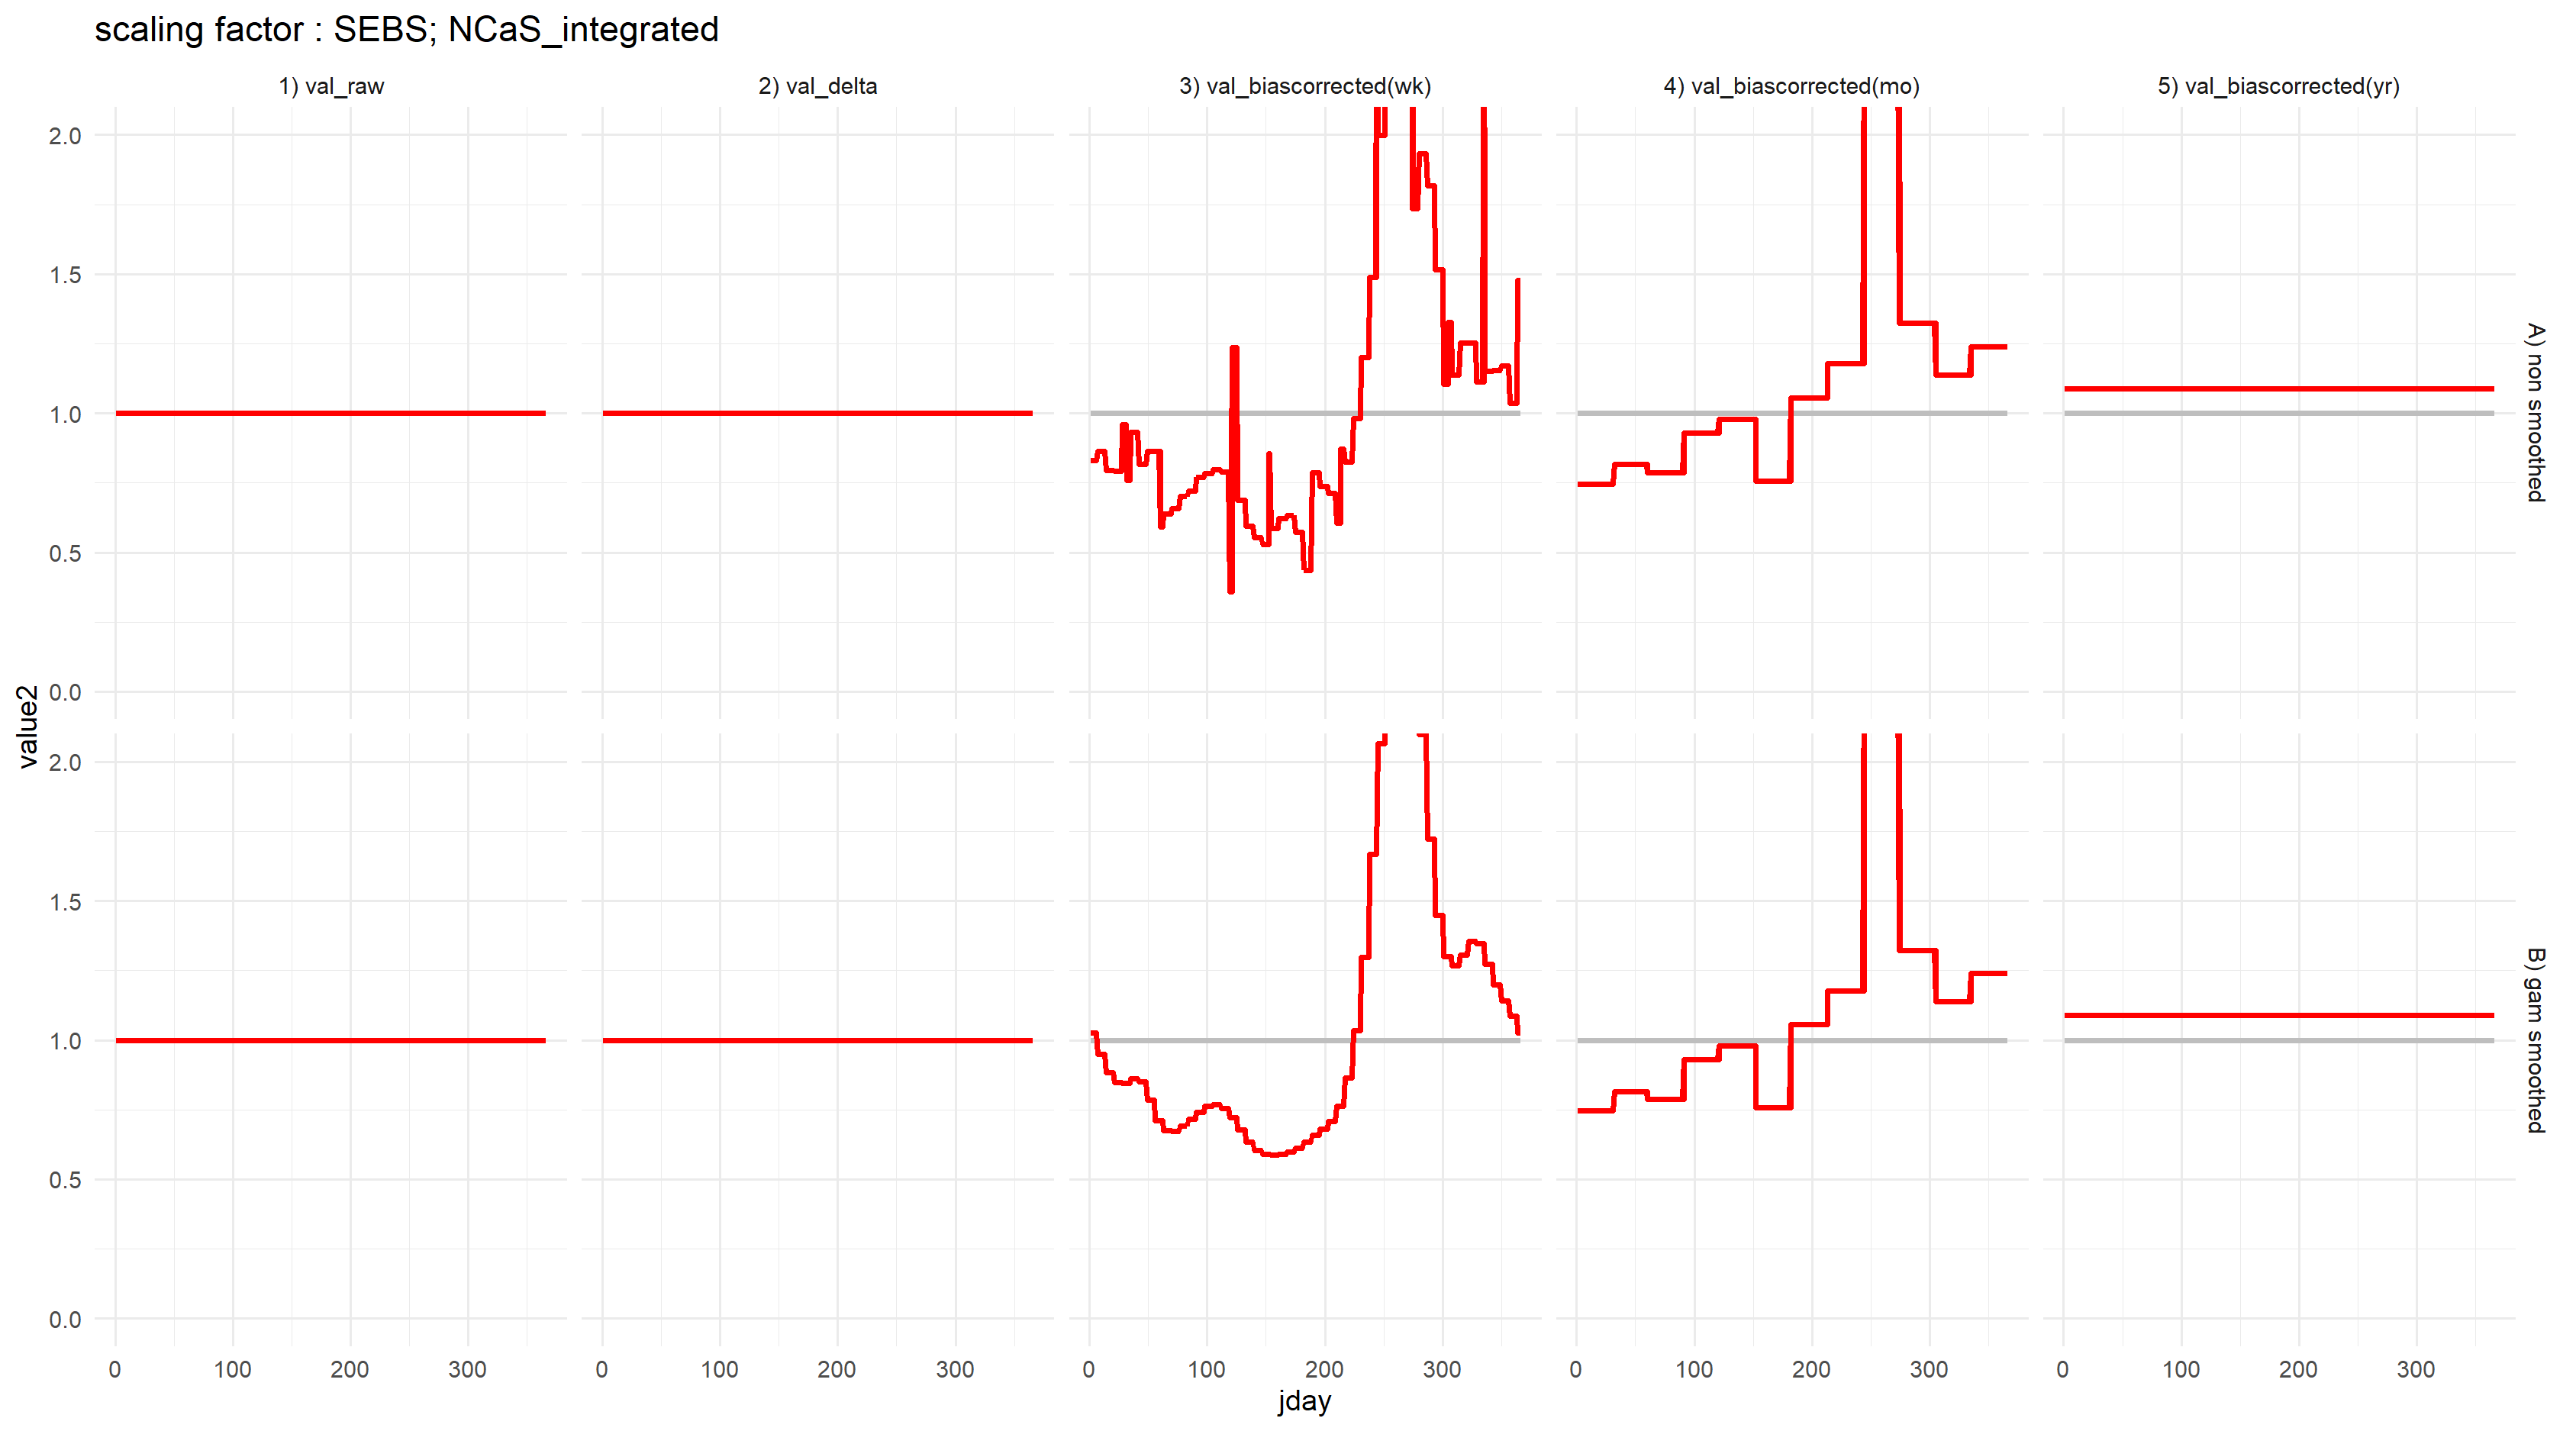 scaling factor : SEBS; NCaS_integrated
1) val_raw
2) val_delta
3) val_biascorrected(wk)
4) val_biascorrected(mo)
5) val_biascorrected(yr)
2.0
1.5
1.0
0.5
0.0
A) non smoothed
value2
2.0
1.5
1.0
0.5
0.0
B) gam smoothed
0 100 200 300 0 100 200 300 0 100 200 300 0 100 200 300 0 100 200 300
jday